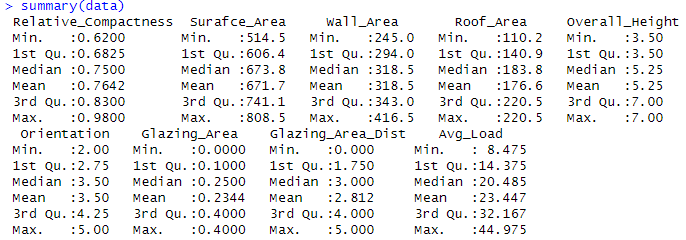 > summary(data)
Relative_Compactness Surafce_Area Wall_Area Roof_Area Overall_Height
Min. :0.6200 Min. :514.5 Min. :245.0 Min. :110.2 Min. :3.50
1st Qu.:0.6825 1st Qu.:606.4 1st Qu.:294.0 1st Qu.:140.9 1st Qu.:3.50
Median :0.7500 Median :673.8 Median :318.5 Median :183.8 Median :5.25
Mean :0.7642 Mean :671.7 Mean :318.5 Mean :176.6 Mean :5.25
3rd Qu.:0.8300 3rd Qu.:741.1 3rd Qu.:343.0 3rd Qu.:220.5 3rd Qu.:7.00
Max. :0.9800 Max. :808.5 Max. :416.5 Max. :220.5 Max. :7.00
Orientation Glazing_Area Glazing_Area_Dist Avg_Load
Min. :2.00 Min. :0.0000 Min. :0.000 Min. : 8.475
1st Qu.:2.75 1st Qu.:0.1000 1st Qu.:1.750 1st Qu.:14.375
Median :3.50 Median :0.2500 Median :3.000 Median :20.485
Mean :3.50 Mean :0.2344 Mean :2.812 Mean :23.447
3rd Qu.:4.25 3rd Qu.:0.4000 3rd Qu.:4.000 3rd Qu.:32.167
Max. :5.00 Max. :0.4000 Max. :5.000 Max. :44.975